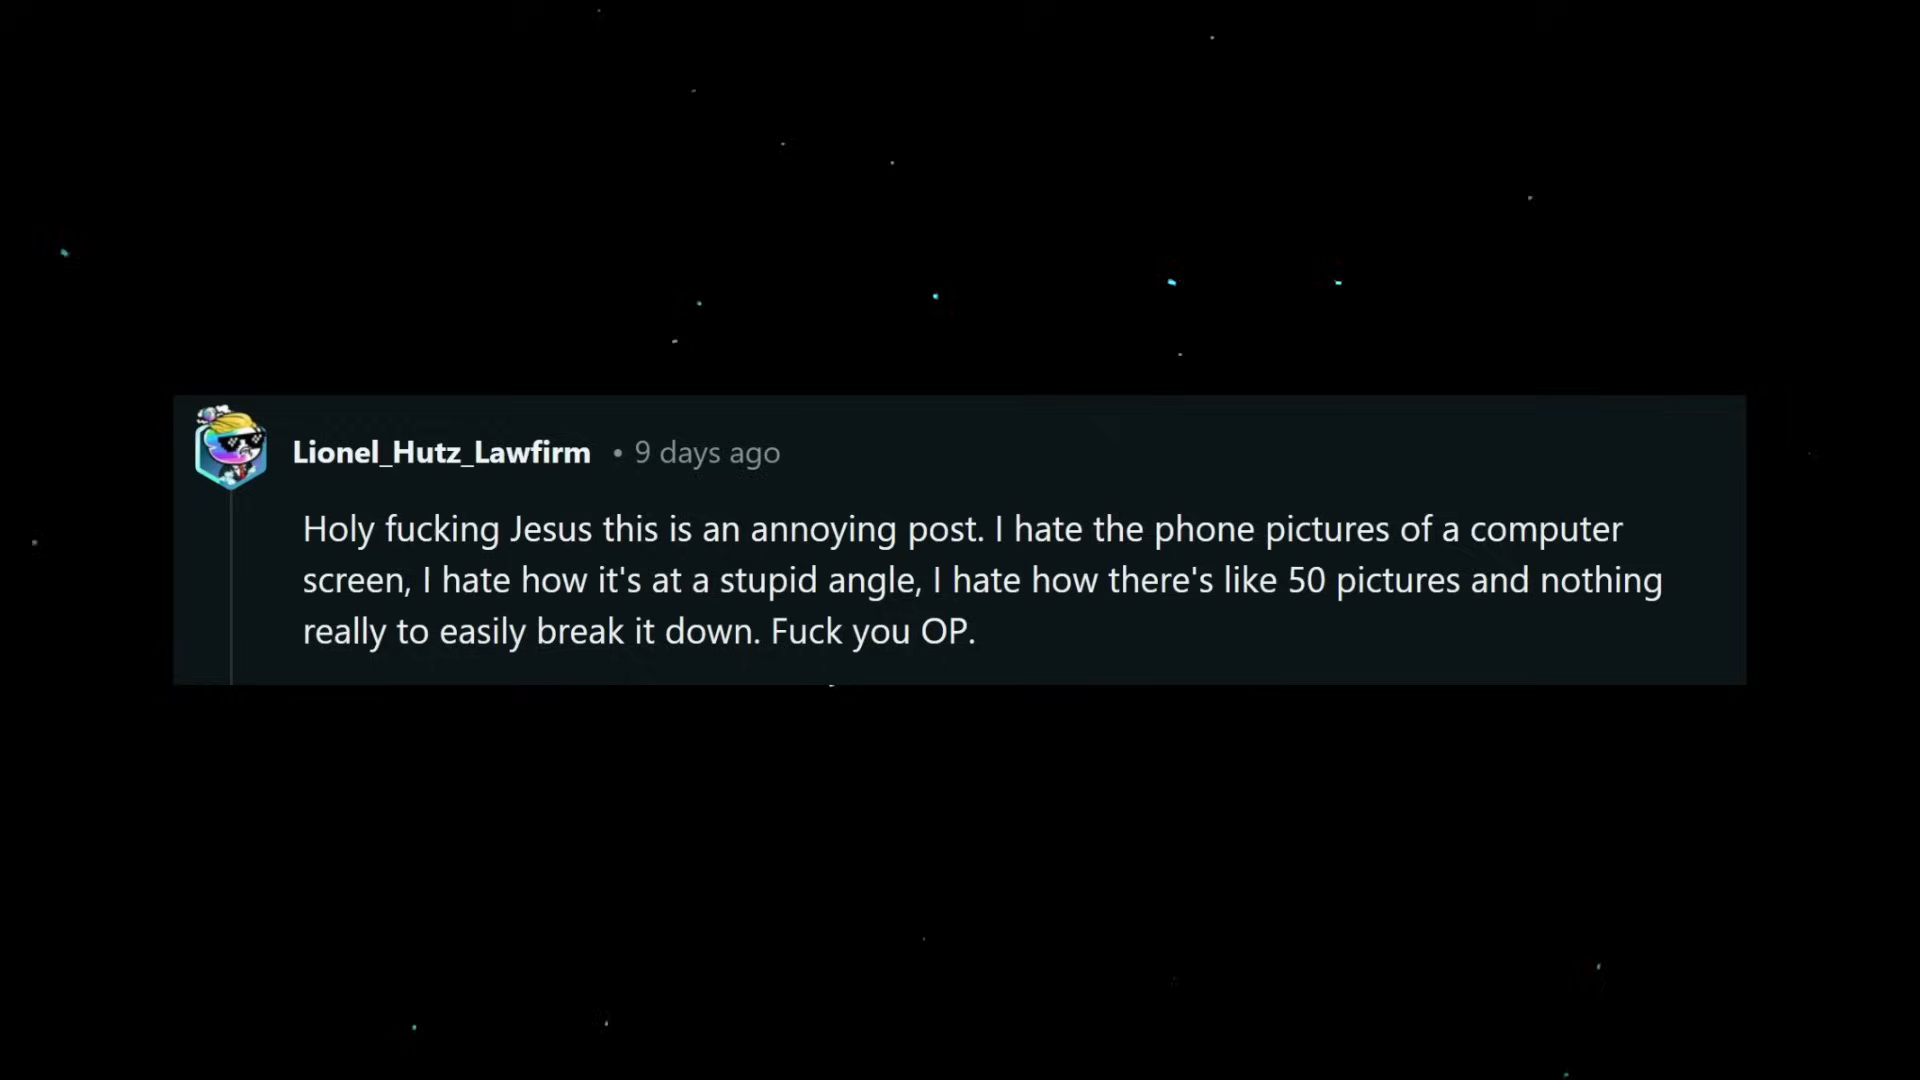 Lionel_Hutz_Lawfirm • 9 days ago
Holy fucking Jesus this is an annoying post. I hate the phone pictures of a computer
screen, I hate how it's at a stupid angle, I hate how there's like 50 pictures and nothing
really to easily break it down. Fuck you OP.